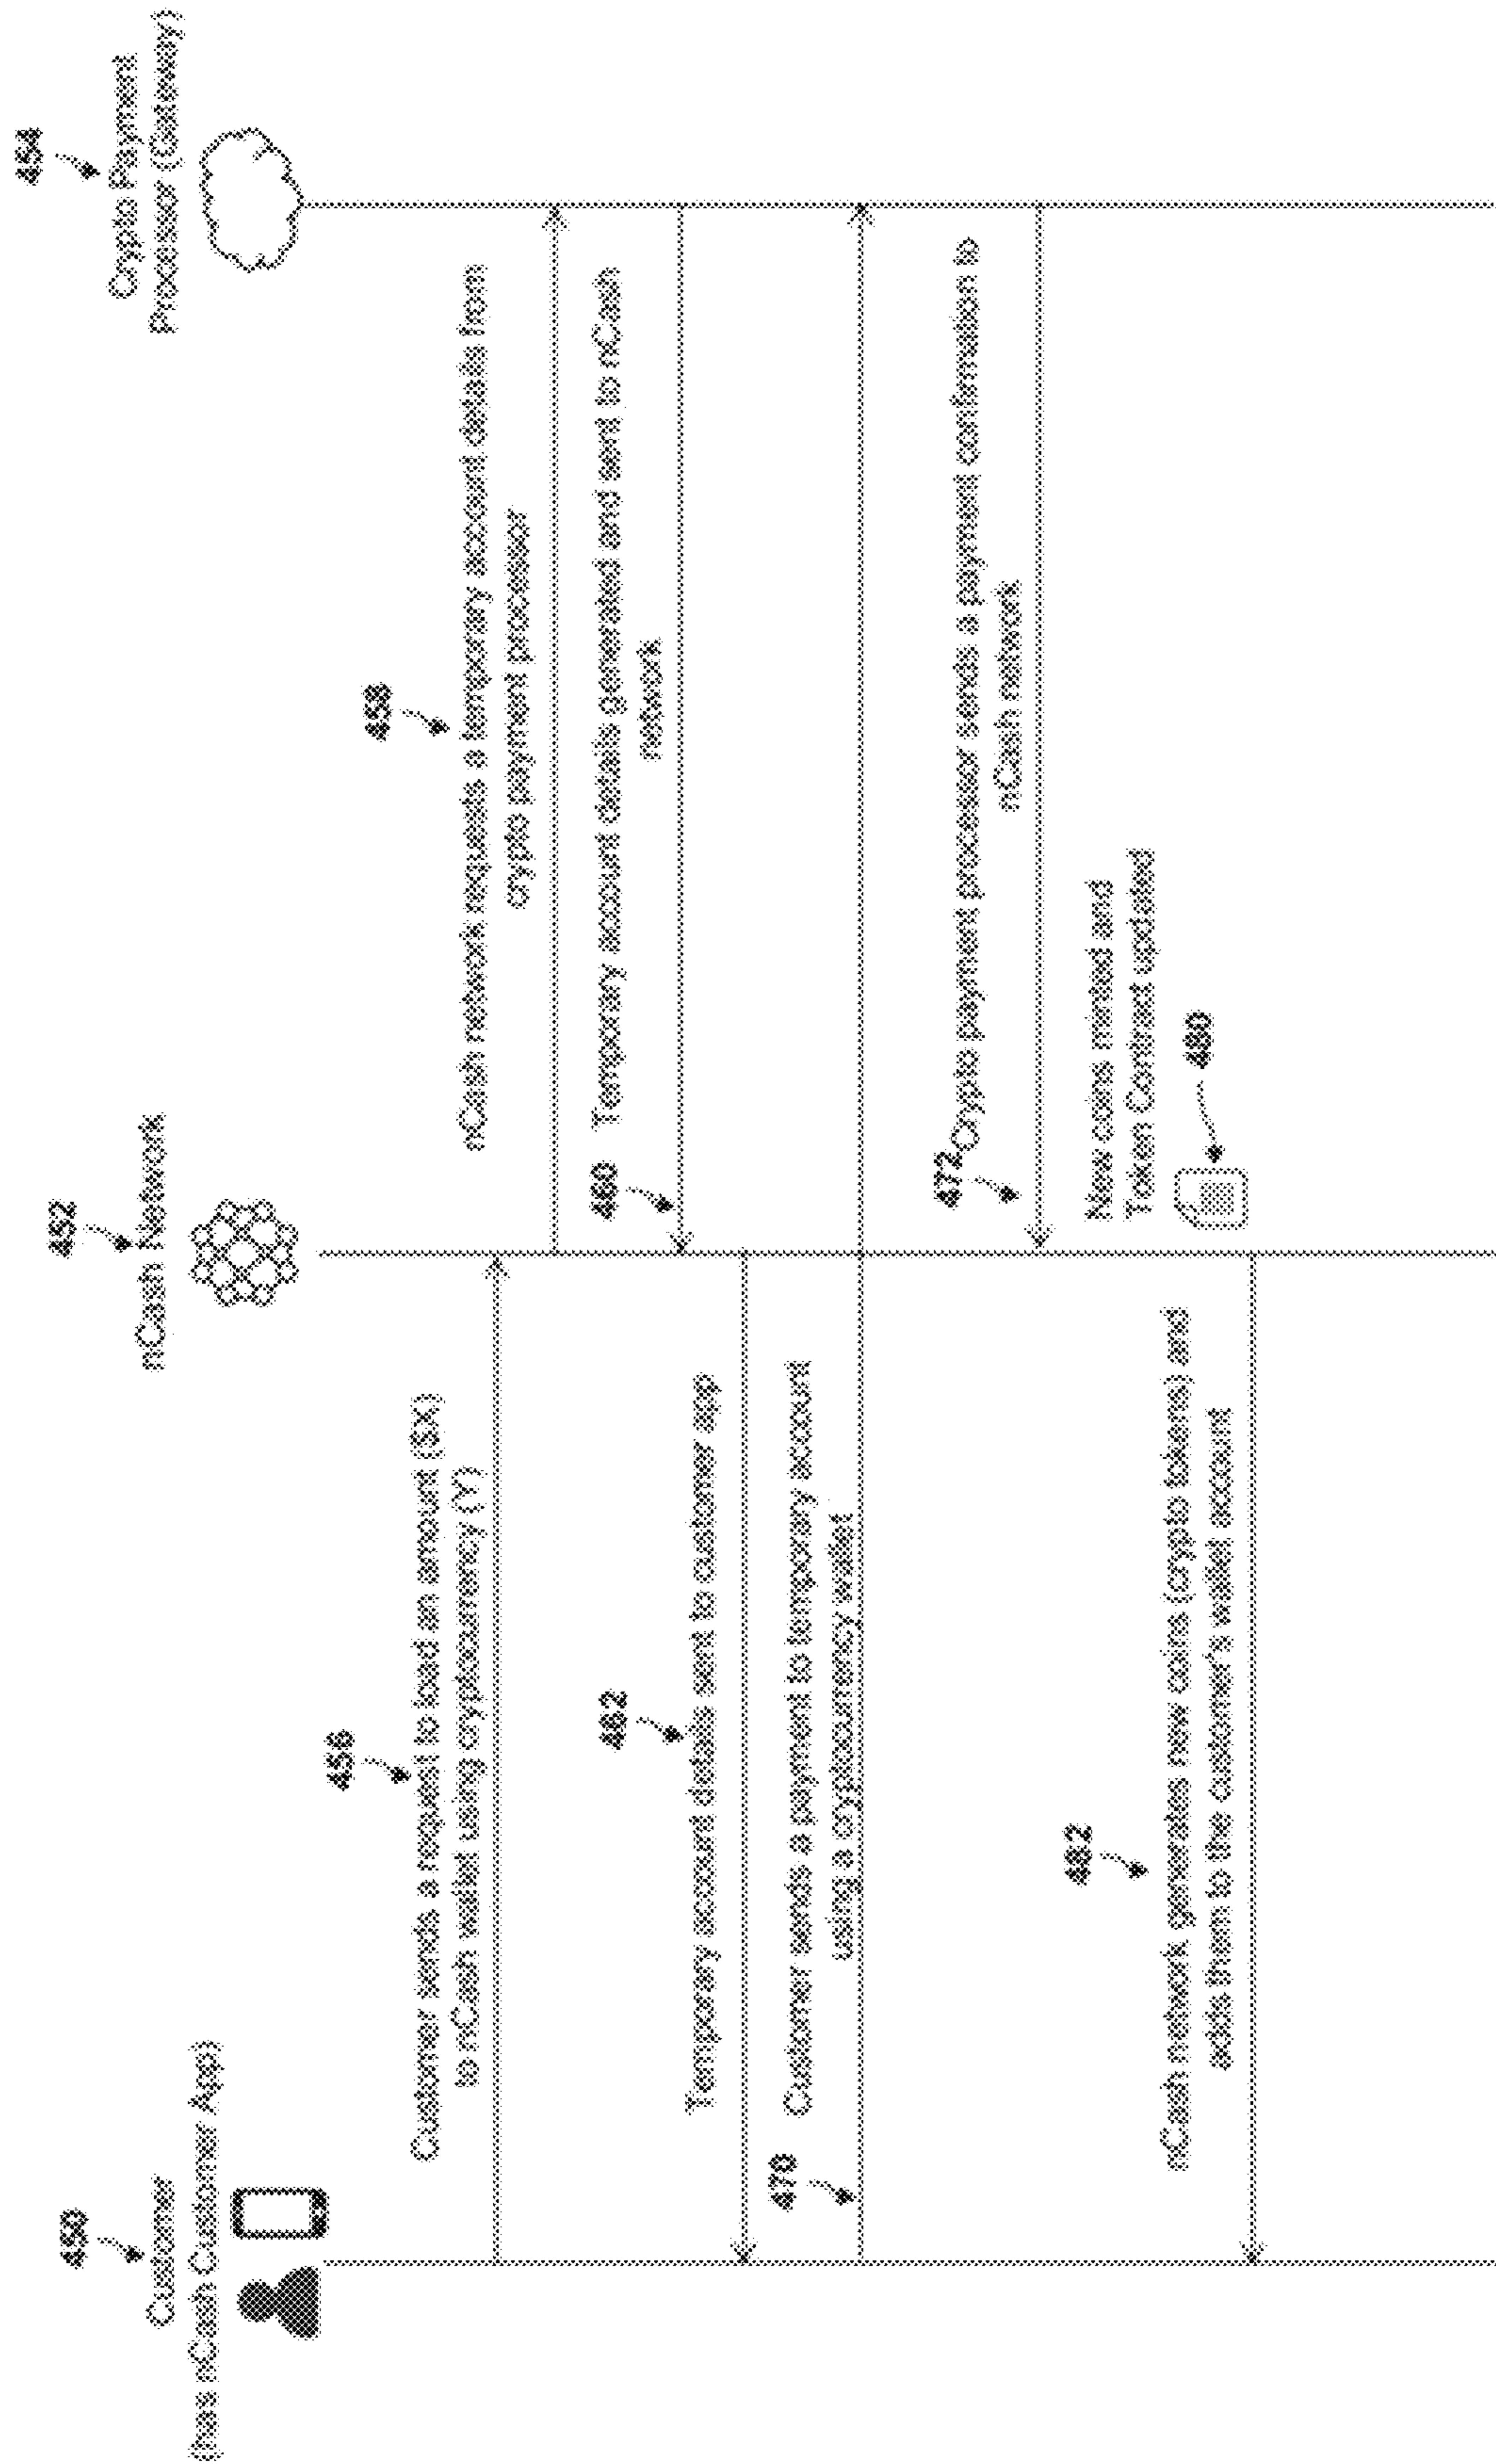 450
Customer
(has nCash Customer App)
452
nCash Network
454
Crypto Payment
Processor (Gateway)
456
Customer sends a request to load an amount ($X)
to nCash wallet using cryptocurrency (Y)
458
nCash network requests a temporary account details from
crypto payment processor
460
Temporary account details generated and sent to nCash
network
462
Temporary account details sent to customer app
470
Customer sends a payment to temporary account
using a cryptocurrency wallet
472
Crypto payment processor sends a payment confirmation to
nCash network
New coins minted and
Token Contract updated
480
482
nCash network generates new coins (crypto tokens) and
adds them to the customer's wallet account